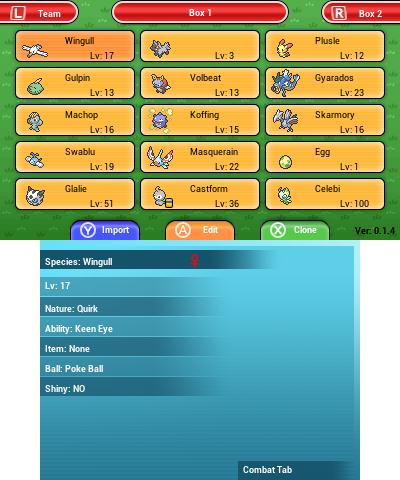 L Team
Box 1
R Box 2
Wingull
Lv: 17
Lv: 3
Plusle
Lv: 12
Gulpin
Lv: 13
Volbeat
Lv: 13
Gyarados
Lv: 23
Machop
Lv: 16
Koffing
Lv: 15
Skarmory
Lv: 16
Swablu
Lv: 19
Masquerain
Lv: 22
Egg
Lv: 1
Glalie
Lv: 51
Castform
Lv: 36
Celebi
Lv: 100
Y Import
A Edit
X Clone
Ver: 0.1.4
Species: Wingull
Lv: 17
Nature: Quirk
Ability: Keen Eye
Item: None
Ball: Poke Ball
Shiny: NO
Combat Tab